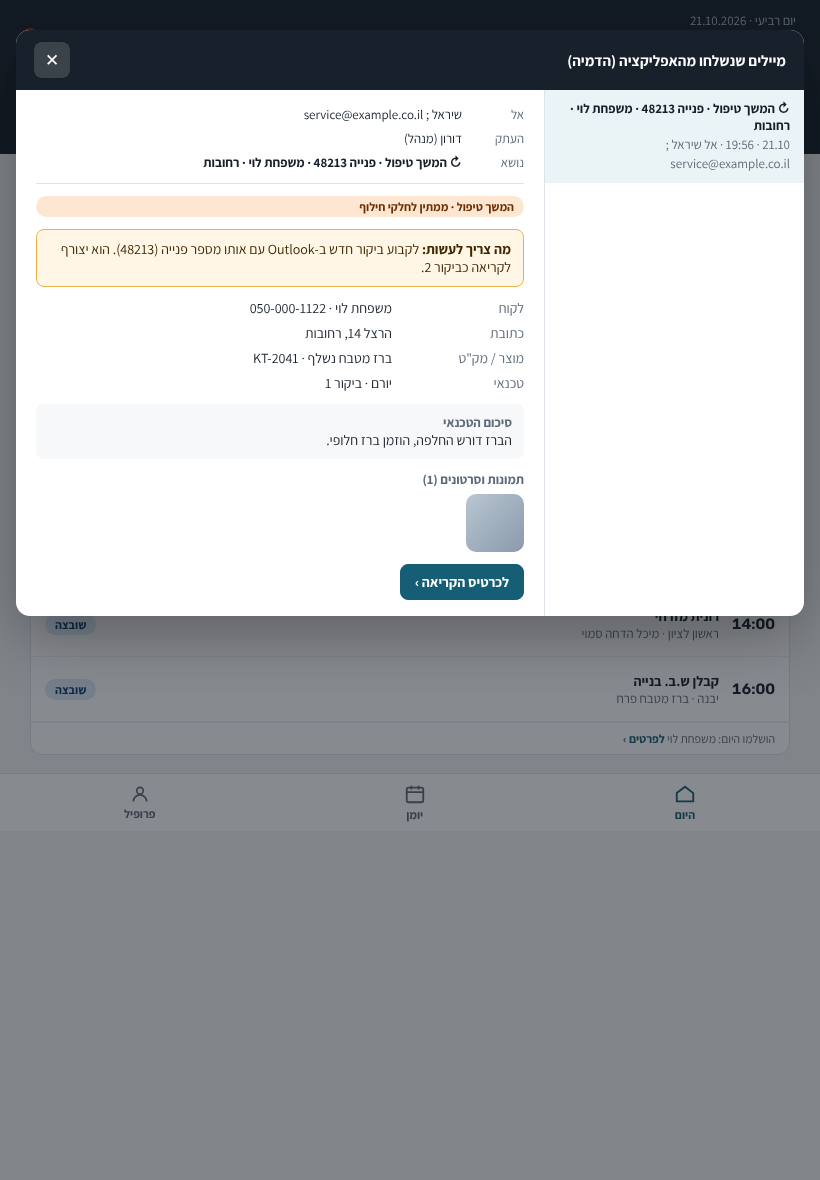 יום רביעי · 21.10.2026
מיילים שנשלחו מהאפליקציה (הדמיה)
✕
↻ המשך טיפול · פנייה 48213 · משפחת לוי ·
רחובות
21.10 · 19:56 · אל שיראל ;
service@example.co.il
אל שיראל ; service@example.co.il
העתק דורון (מנהל)
נושא ↻ המשך טיפול · פנייה 48213 · משפחת לוי · רחובות
המשך טיפול · ממתין לחלקי חילוף
מה צריך לעשות: לקבוע ביקור חדש ב-Outlook עם אותו מספר פנייה (48213). הוא יצורף
לקריאה כביקור 2.
לקוח משפחת לוי · 050-000-1122
כתובת הרצל 14, רחובות
מוצר / מק"ט ברז מטבח נשלף · KT-2041
טכנאי יורם · ביקור 1
סיכום הטכנאי
הברז דורש החלפה, הוזמן ברז חלופי.
תמונות וסרטונים (1)
לכרטיס הקריאה ›
14:00 רונית מזרחי שובצה
ראשון לציון · מיכל הדחה סמוי
16:00 קבלן ש.ב. בנייה שובצה
יבנה · ברז מטבח פרח
הושלמו היום: משפחת לוי לפרטים ›
היום יומן פרופיל